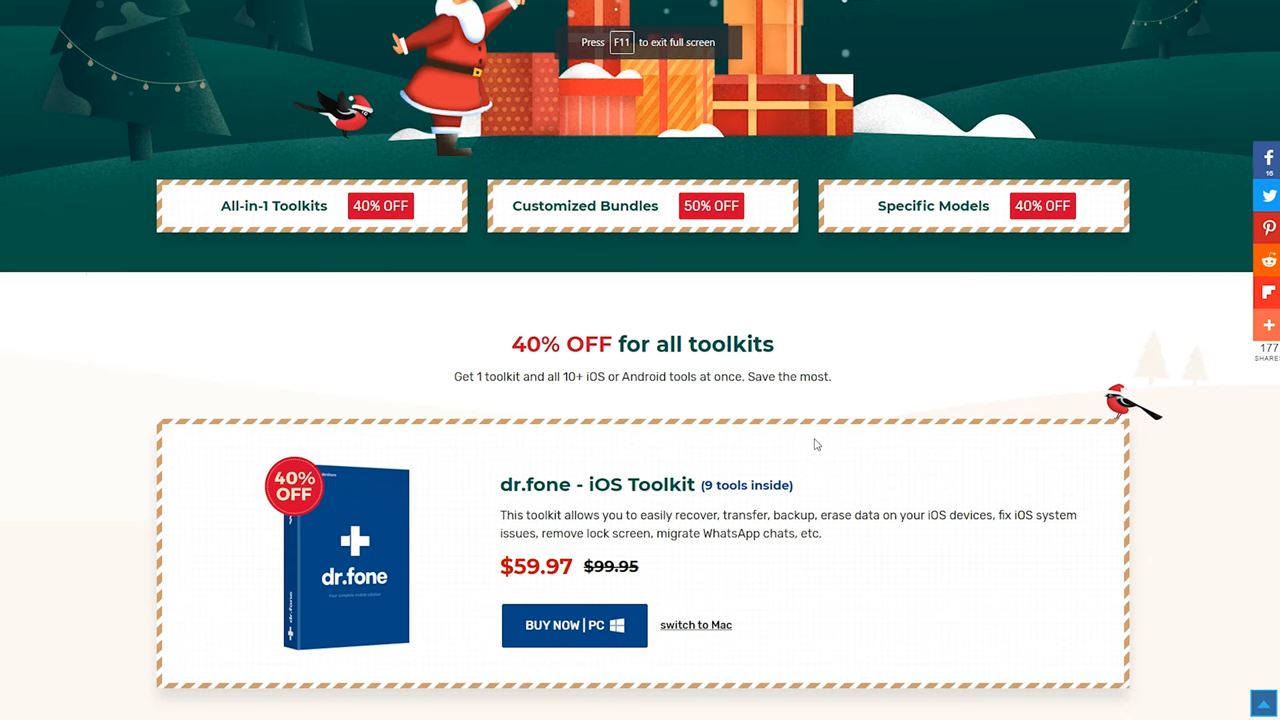 Press F11 to exit full screen
All-in-1 Toolkits 40% OFF
Customized Bundles 50% OFF
Specific Models 40% OFF
16
177
SHARES
40% OFF for all toolkits
Get 1 toolkit and all 10+ iOS or Android tools at once. Save the most.
40%
OFF
dr.fone
dr.fone
dr.fone - iOS Toolkit (9 tools inside)
This toolkit allows you to easily recover, transfer, backup, erase data on your iOS devices, fix iOS system
issues, remove lock screen, migrate WhatsApp chats, etc.
$59.97 $99.95
BUY NOW | PC
switch to Mac